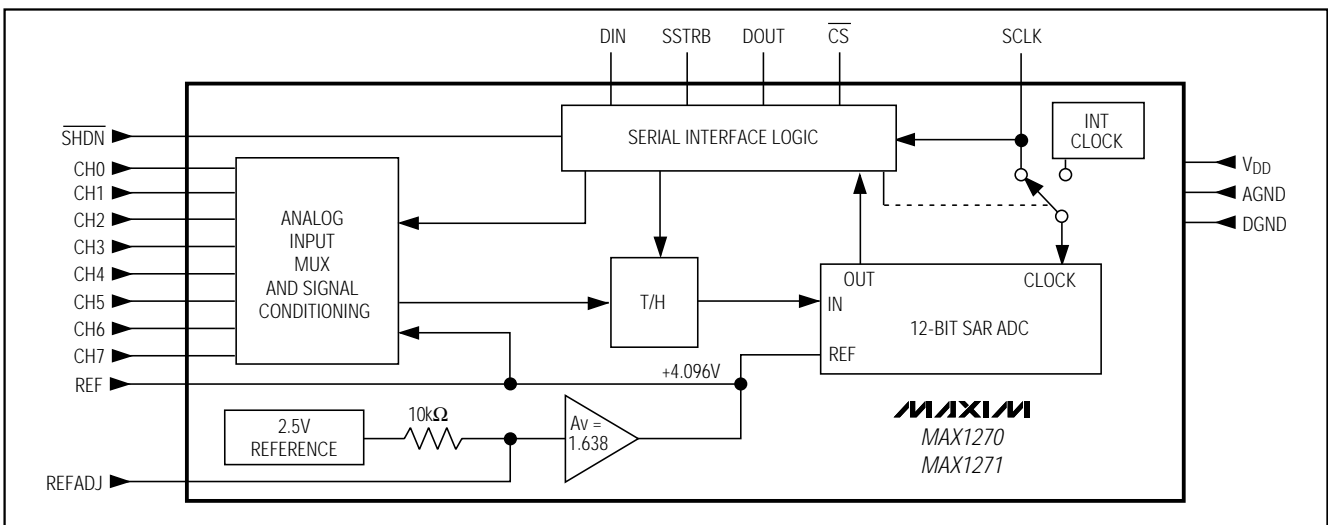 DIN SSTRB DOUT C̅S̅ SCLK
S̅H̅D̅N̅
SERIAL INTERFACE LOGIC
INT
CLOCK
CH0
CH1
CH2
CH3
CH4
CH5
CH6
CH7
REF
REFADJ
ANALOG
INPUT
MUX
AND SIGNAL
CONDITIONING
T/H
OUT CLOCK
IN
12-BIT SAR ADC
REF
VDD
AGND
DGND
+4.096V
2.5V
REFERENCE
10kΩ
Av =
1.638
MAXIM
MAX1270
MAX1271